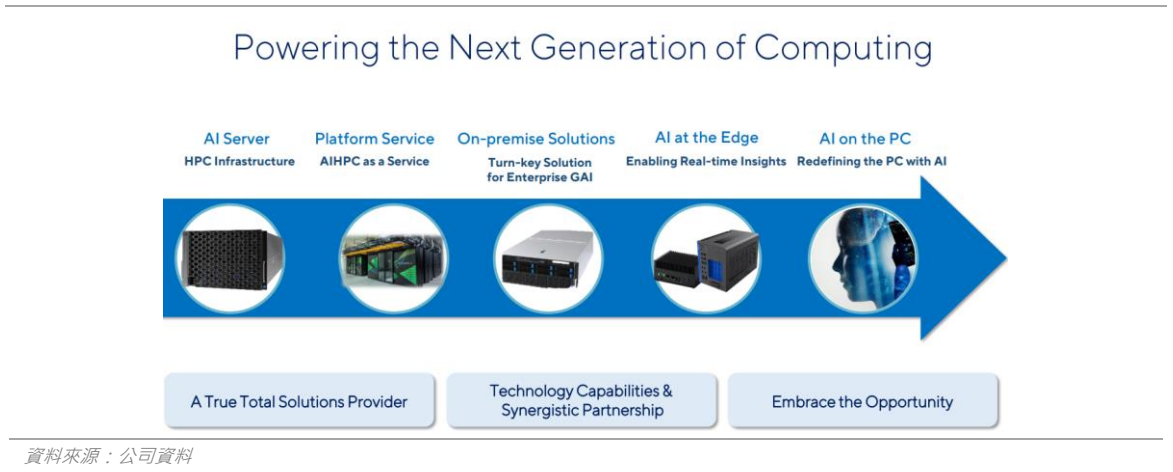 Powering the Next Generation of Computing
AI Server
HPC Infrastructure
Platform Service
AIHPC as a Service
On-premise Solutions
Turn-key Solution
for Enterprise GAI
AI at the Edge
Enabling Real-time Insights
AI on the PC
Redefining the PC with AI
A True Total Solutions Provider
Technology Capabilities &
Synergistic Partnership
Embrace the Opportunity
資料來源：公司資料